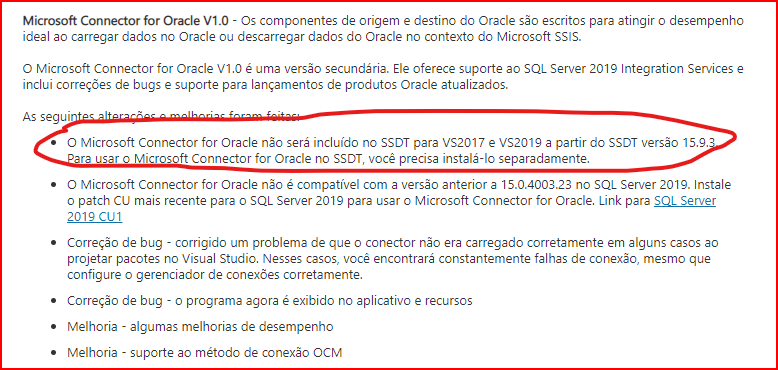 Microsoft Connector for Oracle V1.0 - Os componentes de origem e destino do Oracle são escritos para atingir o desempenho
ideal ao carregar dados no Oracle ou descarregar dados do Oracle no contexto do Microsoft SSIS.
O Microsoft Connector for Oracle V1.0 é uma versão secundária. Ele oferece suporte ao SQL Server 2019 Integration Services e
inclui correções de bugs e suporte para lançamentos de produtos Oracle atualizados.
As seguintes alterações e melhorias foram feitas:
• O Microsoft Connector for Oracle não será incluído no SSDT para VS2017 e VS2019 a partir do SSDT versão 15.9.3.
Para usar o Microsoft Connector for Oracle no SSDT, você precisa instalá-lo separadamente.
• O Microsoft Connector for Oracle não é compatível com a versão anterior a 15.0.4003.23 no SQL Server 2019. Instale
o patch CU mais recente para o SQL Server 2019 para usar o Microsoft Connector for Oracle. Link para SQL Server
2019 CU1
• Correção de bug - corrigido um problema de que o conector não era carregado corretamente em alguns casos ao
projetar pacotes no Visual Studio. Nesses casos, você encontrará constantemente falhas de conexão, mesmo que
configure o gerenciador de conexões corretamente.
• Correção de bug - o programa agora é exibido no aplicativo e recursos
• Melhoria - algumas melhorias de desempenho
• Melhoria - suporte ao método de conexão OCM